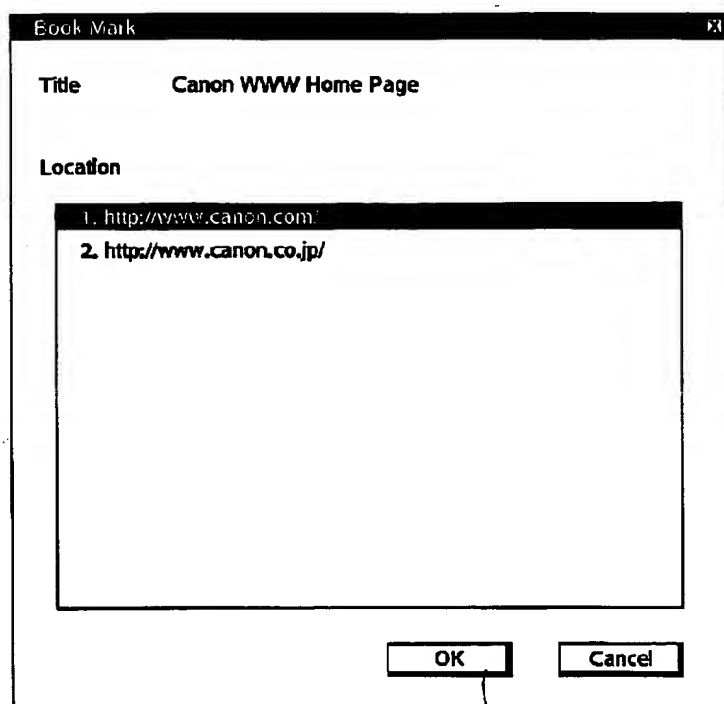 Book Mark
Title Canon WWW Home Page
Location
1. http://www.canon.com/
2. http://www.canon.co.jp/
OK Cancel